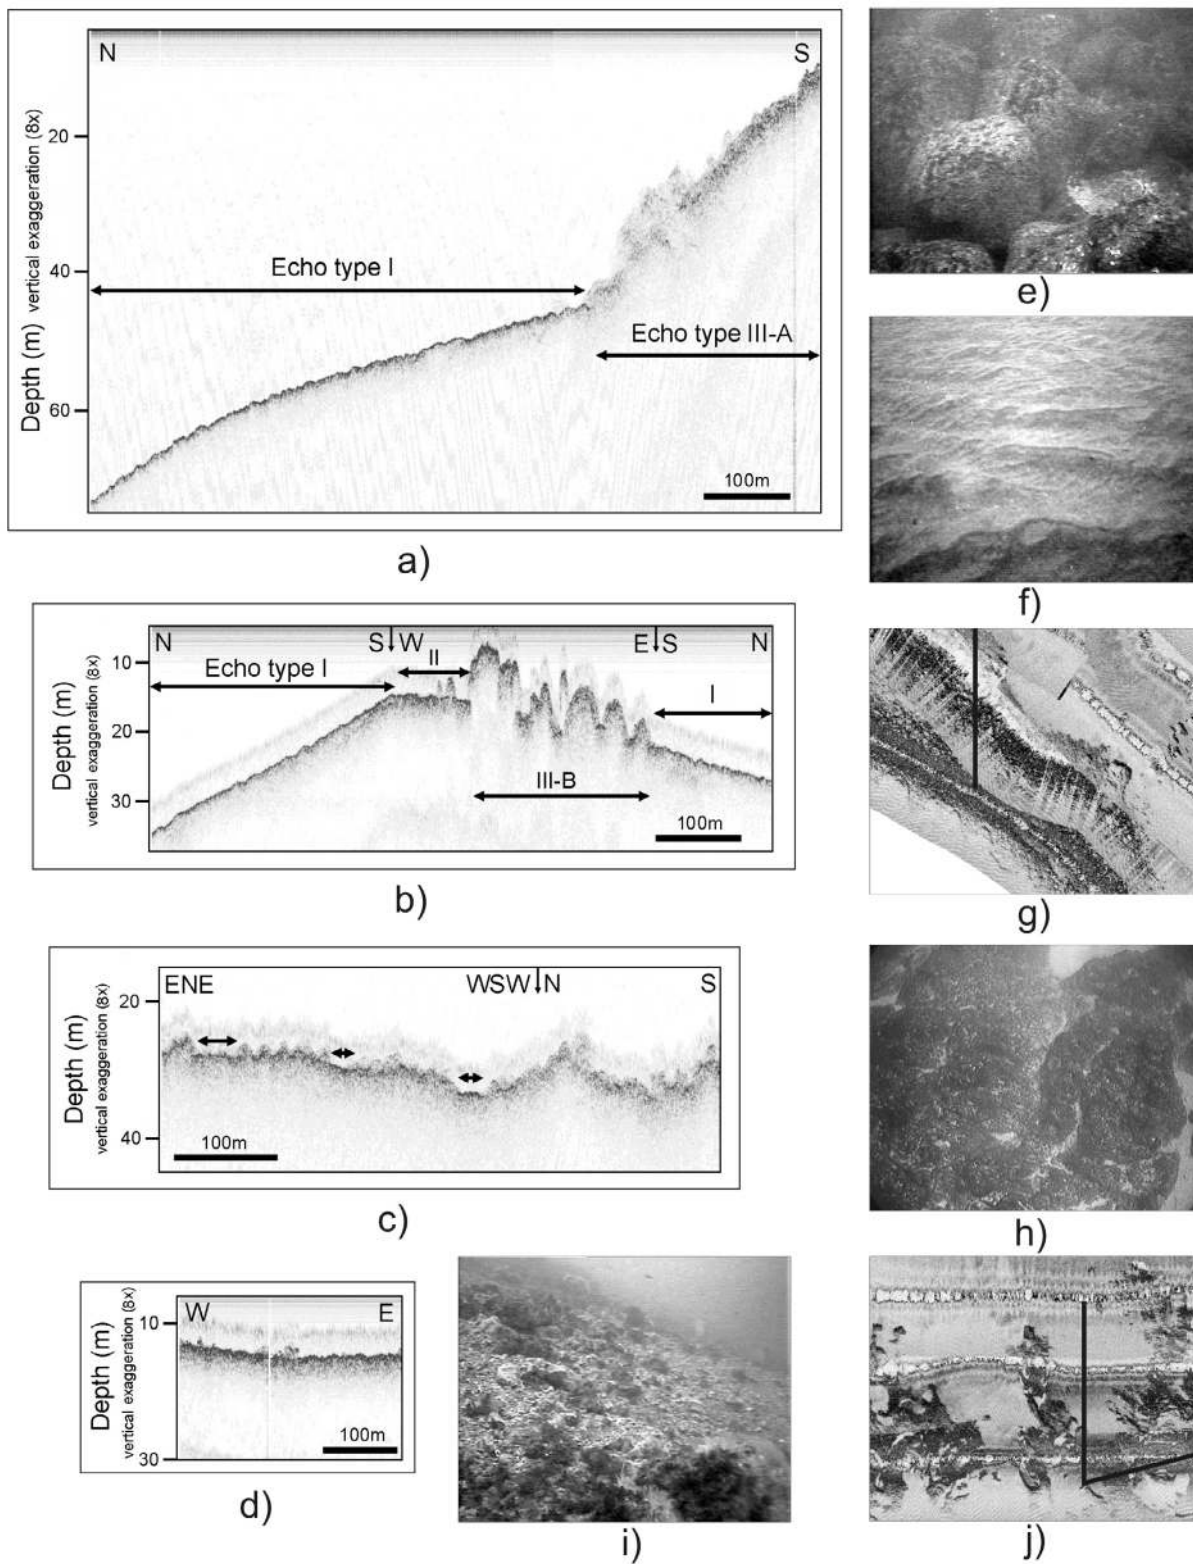 N
S
20
40
60
Depth (m)
vertical exaggeration (8x)
Echo type I
Echo type III-A
100m
a)
N
S W
E S
N
Echo type I
II
I
III-B
10
20
30
Depth (m)
vertical exaggeration (8x)
100m
b)
ENE
WSW N
S
20
40
Depth (m)
vertical exaggeration (8x)
100m
c)
W
E
10
30
Depth (m)
vertical exaggeration (8x)
100m
d)
i)
e)
f)
g)
h)
j)